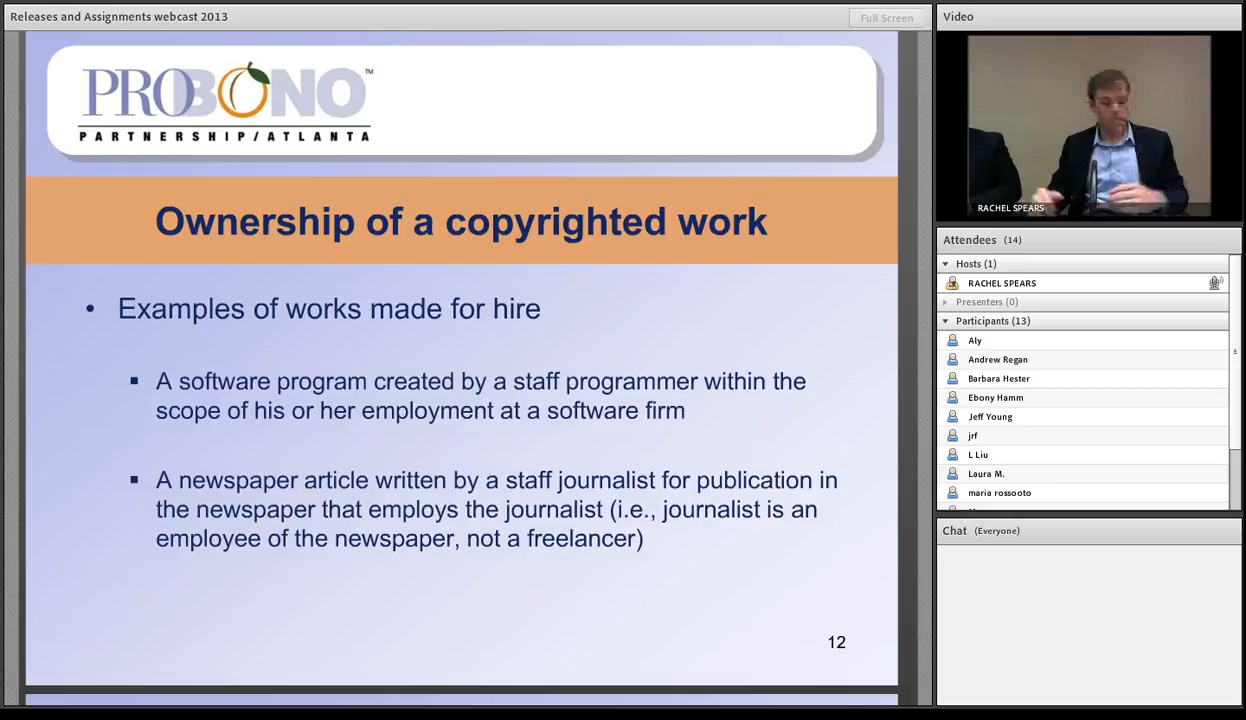 Releases and Assignments webcast 2013
Full Screen
PROBONO™
PARTNERSHIP/ATLANTA
Ownership of a copyrighted work
• Examples of works made for hire
▪ A software program created by a staff programmer within the
scope of his or her employment at a software firm
▪ A newspaper article written by a staff journalist for publication in
the newspaper that employs the journalist (i.e., journalist is an
employee of the newspaper, not a freelancer)
12
Video
RACHEL SPEARS
Attendees (14)
Hosts (1)
RACHEL SPEARS
Presenters (0)
Participants (13)
Aly
Andrew Regan
Barbara Hester
Ebony Hamm
Jeff Young
jrf
L Liu
Laura M.
maria rossooto
Chat (Everyone)